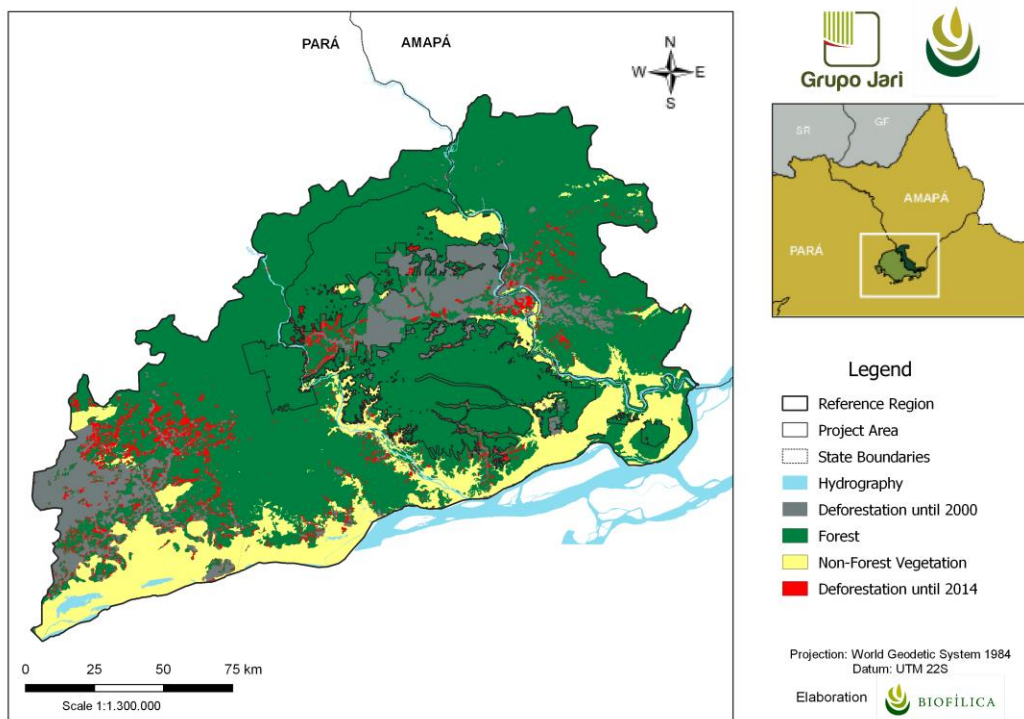 PARÁ
AMAPÁ
N
W
E
S
Grupo Jari
SR
GF
AMAPÁ
PARÁ
Legend
Reference Region
Project Area
State Boundaries
Hydrography
Deforestation until 2000
Forest
Non-Forest Vegetation
Deforestation until 2014
0 25 50 75 km
Scale 1:1.300.000
Projection: World Geodetic System 1984
Datum: UTM 22S
Elaboration
BIOFÍLICA